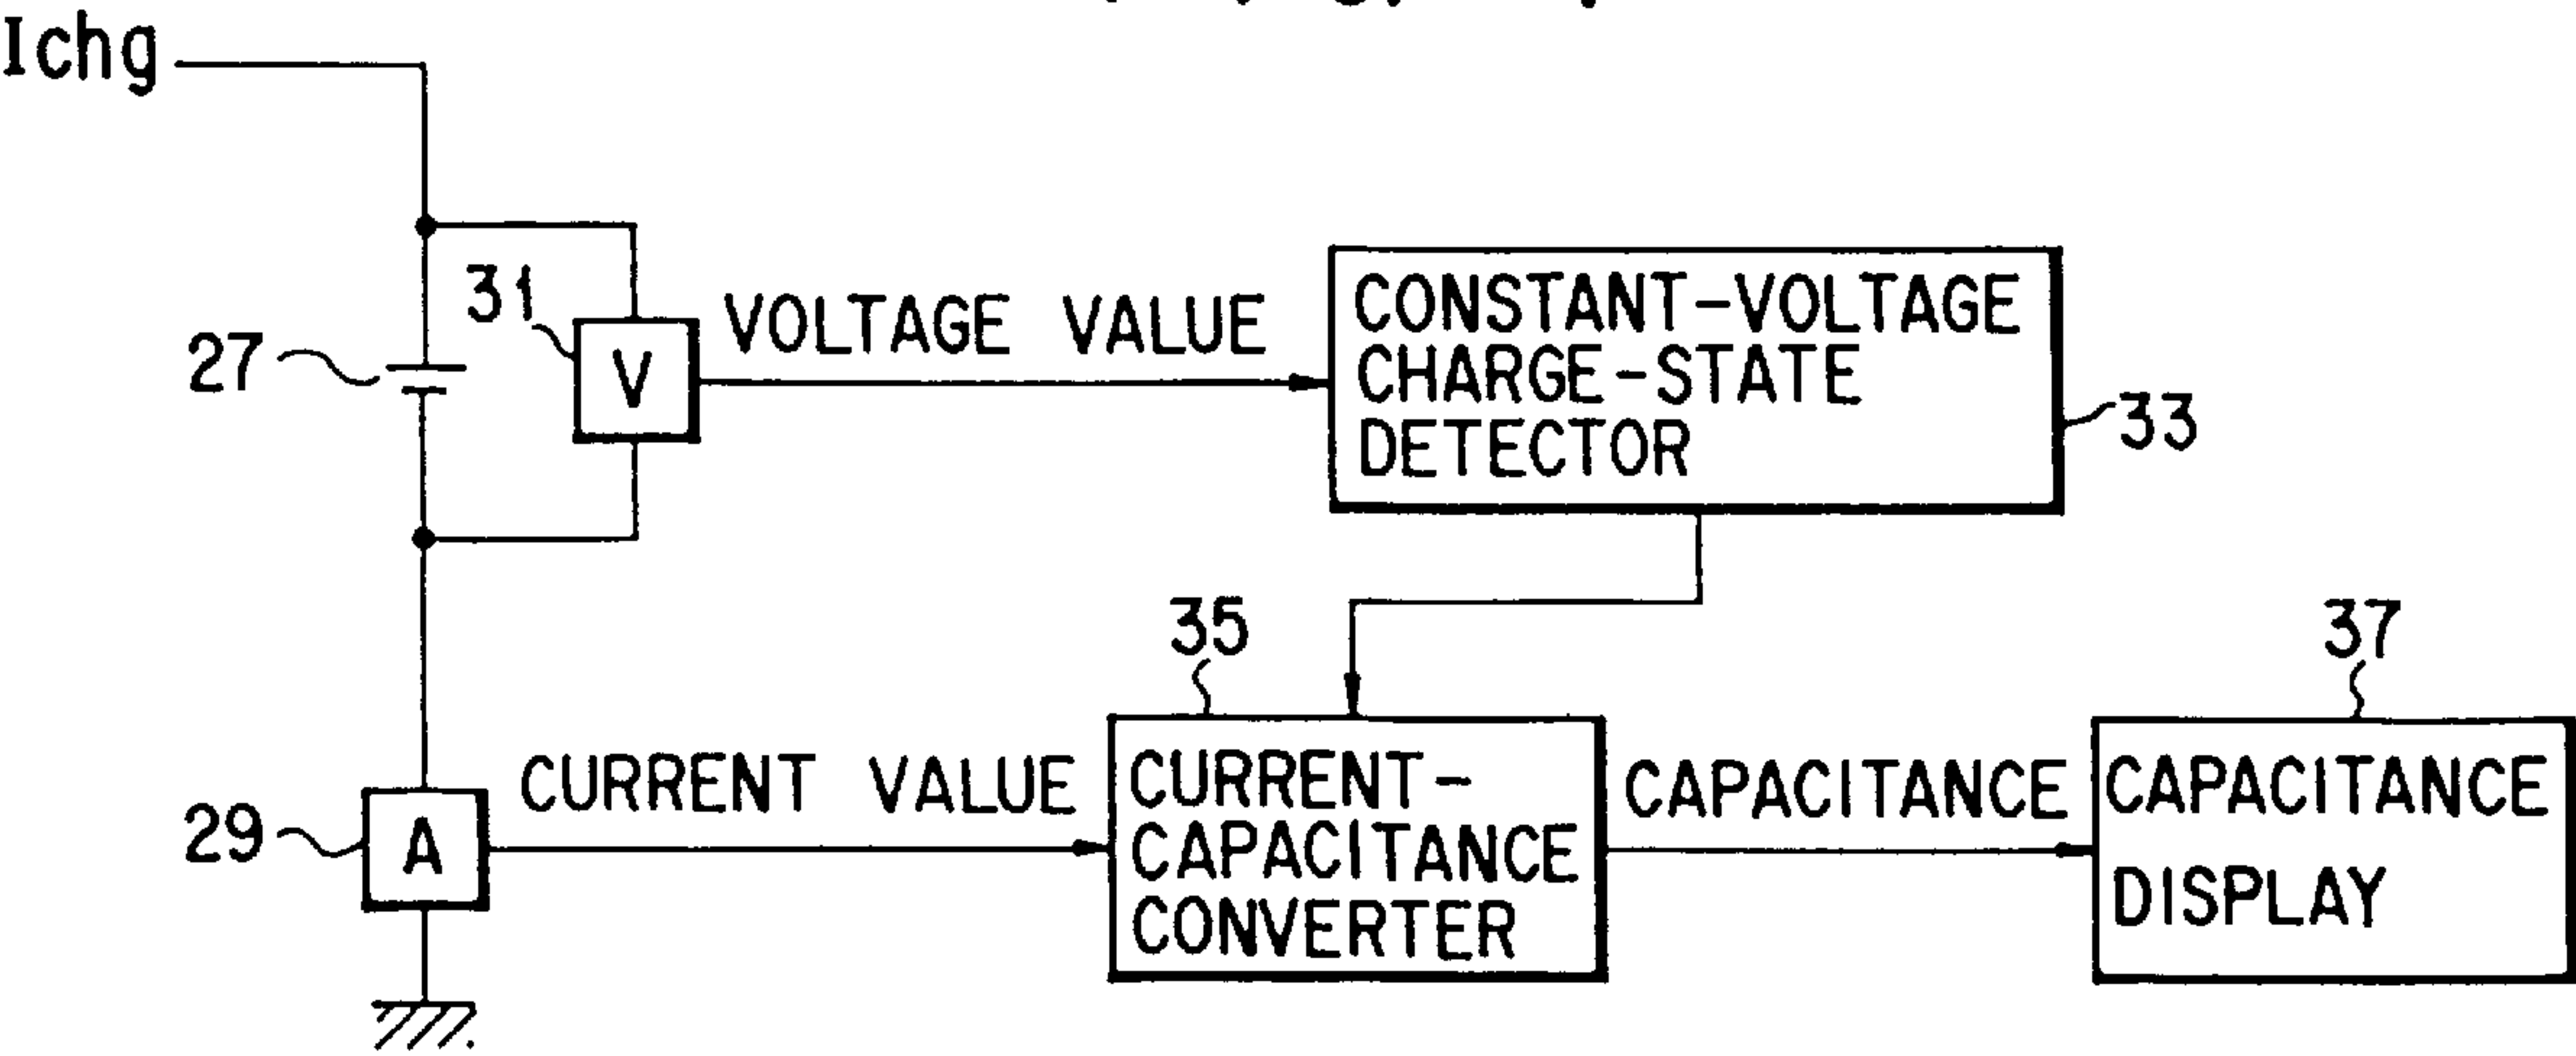 Ichg
31
27
V
VOLTAGE VALUE
CONSTANT-VOLTAGE
CHARGE-STATE
DETECTOR
33
35
37
29
A
CURRENT VALUE
CURRENT-
CAPACITANCE
CONVERTER
CAPACITANCE
CAPACITANCE
DISPLAY